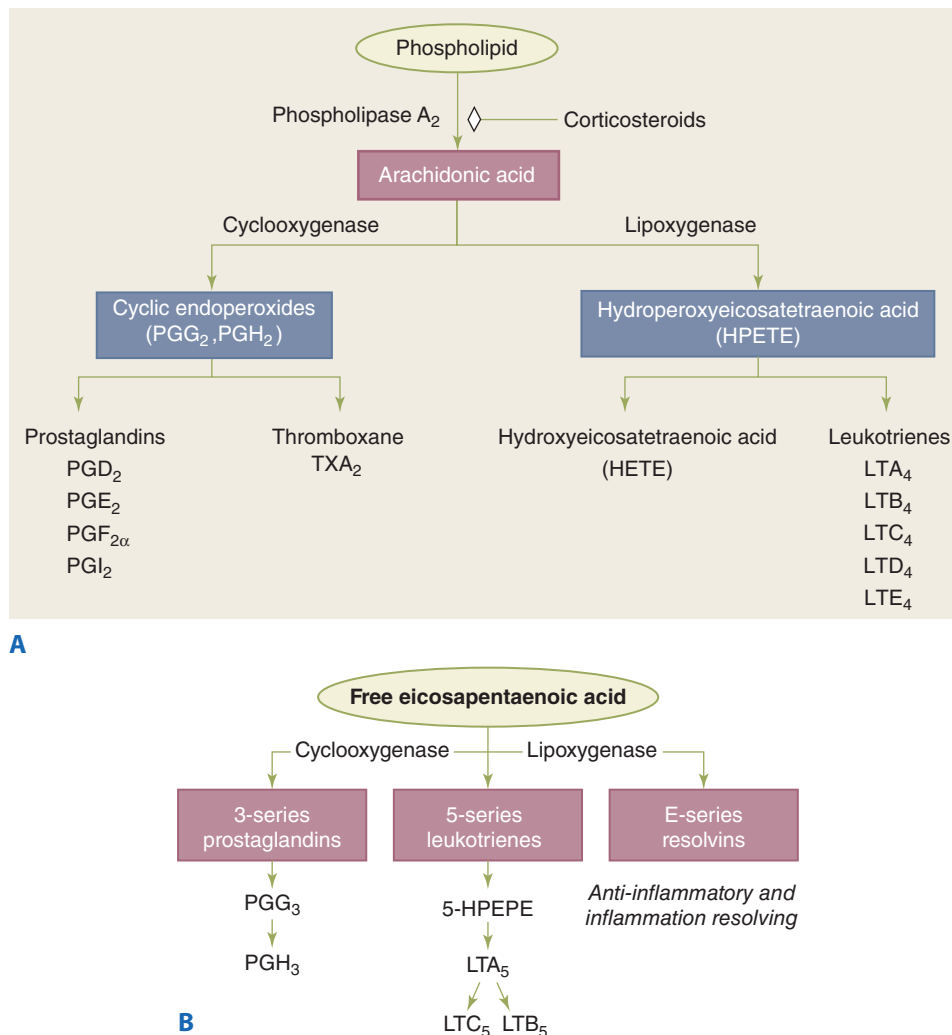 Phospholipid
Phospholipase A₂
Corticosteroids
Arachidonic acid
Cyclooxygenase
Lipoxygenase
Cyclic endoperoxides
(PGG₂,PGH₂)
Hydroperoxyeicosatetraenoic acid
(HPETE)
Prostaglandins
PGD₂
PGE₂
PGF₂α
PGI₂
Thromboxane
TXA₂
Hydroxyeicosatetraenoic acid
(HETE)
Leukotrienes
LTA₄
LTB₄
LTC₄
LTD₄
LTE₄
A
Free eicosapentaenoic acid
Cyclooxygenase
Lipoxygenase
3-series
prostaglandins
PGG₃
PGH₃
5-series
leukotrienes
5-HPEPE
LTA₅
LTC₅ LTB₅
E-series
resolvins
Anti-inflammatory and
inflammation resolving
B